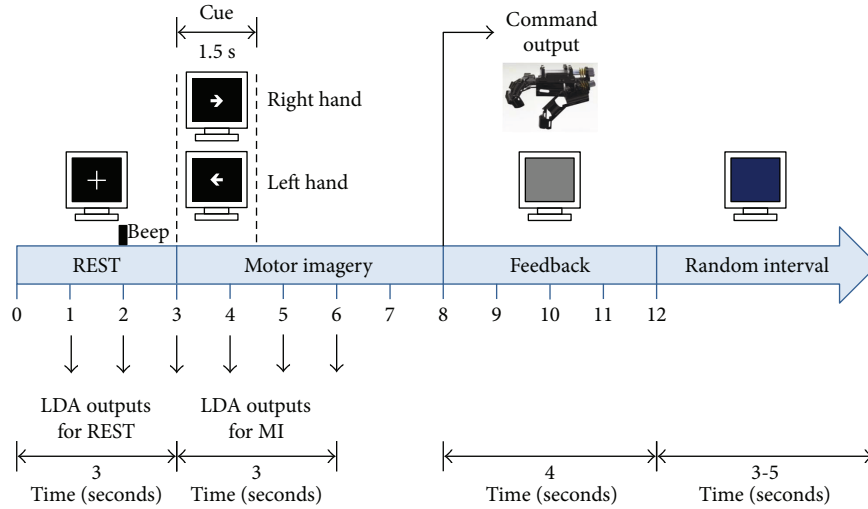 Cue
1.5 s
Command
output
Right hand
Left hand
Beep
REST
Motor imagery
Feedback
Random interval
0 1 2 3 4 5 6 7 8 9 10 11 12
LDA outputs
for REST
LDA outputs
for MI
3
Time (seconds)
3
Time (seconds)
4
Time (seconds)
3-5
Time (seconds)